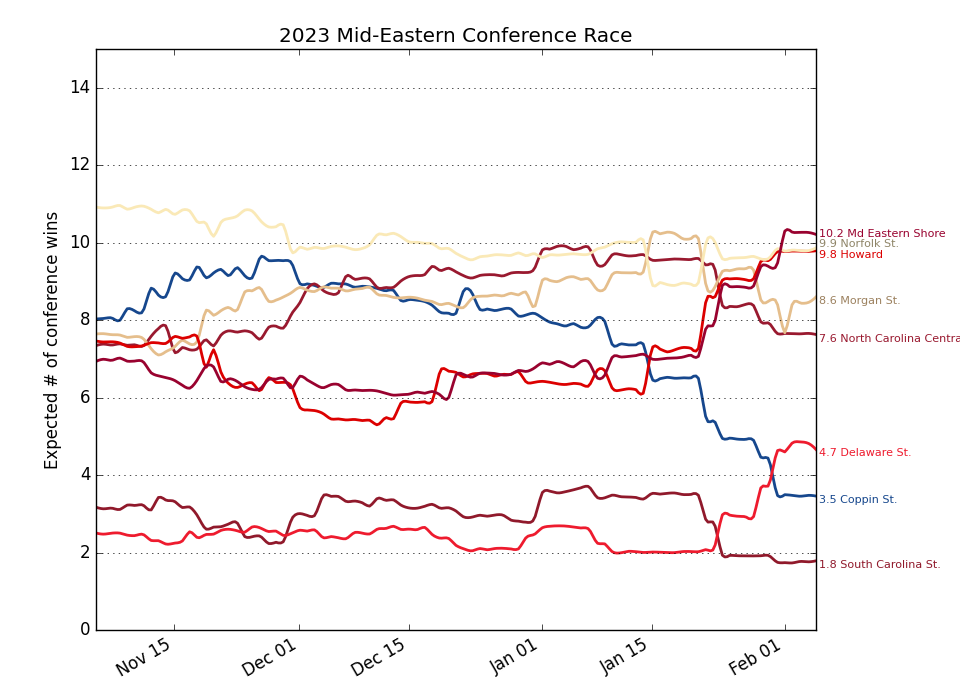 2023 Mid-Eastern Conference Race
Expected # of conference wins
14
12
10
8
6
4
2
0
Nov 15
Dec 01
Dec 15
Jan 01
Jan 15
Feb 01
10.2 Md Eastern Shore
9.9 Norfolk St.
9.8 Howard
8.6 Morgan St.
7.6 North Carolina Centra
4.7 Delaware St.
3.5 Coppin St.
1.8 South Carolina St.